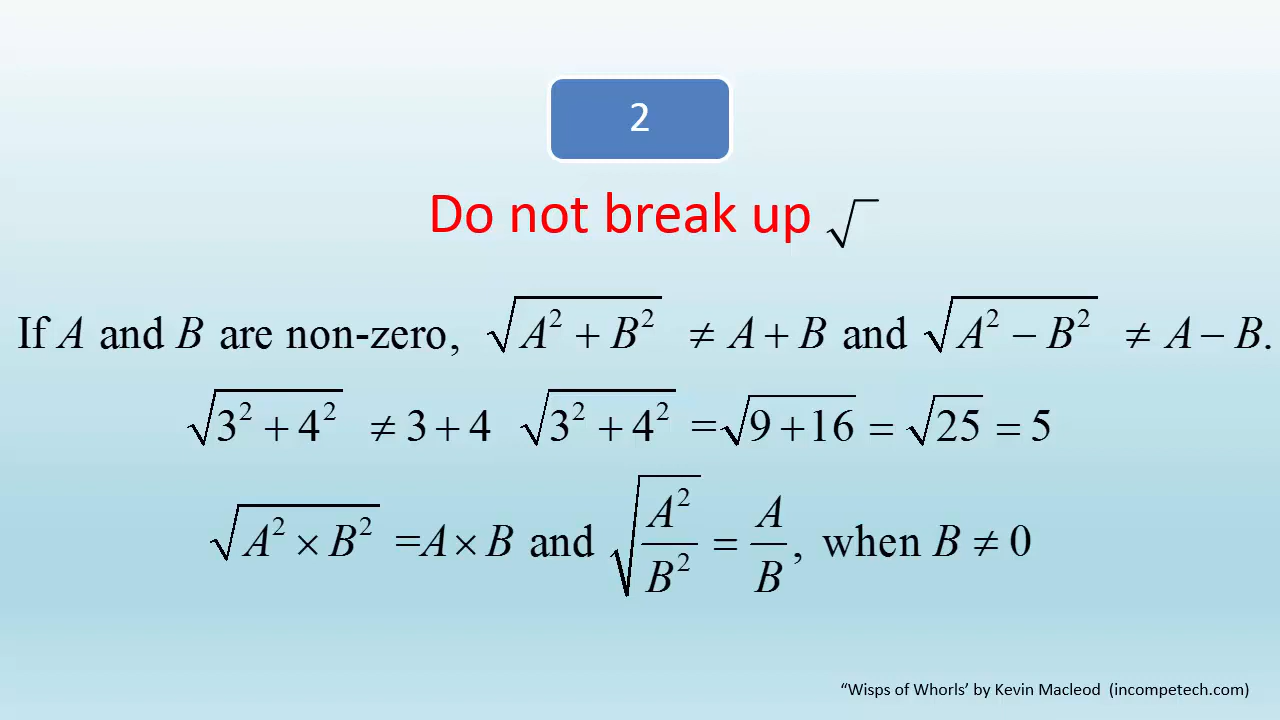 2
Do not break up √
If A and B are non-zero, √(A² + B²) ≠ A + B and √(A² − B²) ≠ A − B.
√(3² + 4²) ≠ 3 + 4 √(3² + 4²) = √(9 + 16) = √25 = 5
√(A² × B²) = A × B and √(A²/B²) = A/B, when B ≠ 0
“Wisps of Whorls’ by Kevin Macleod (incompetech.com)